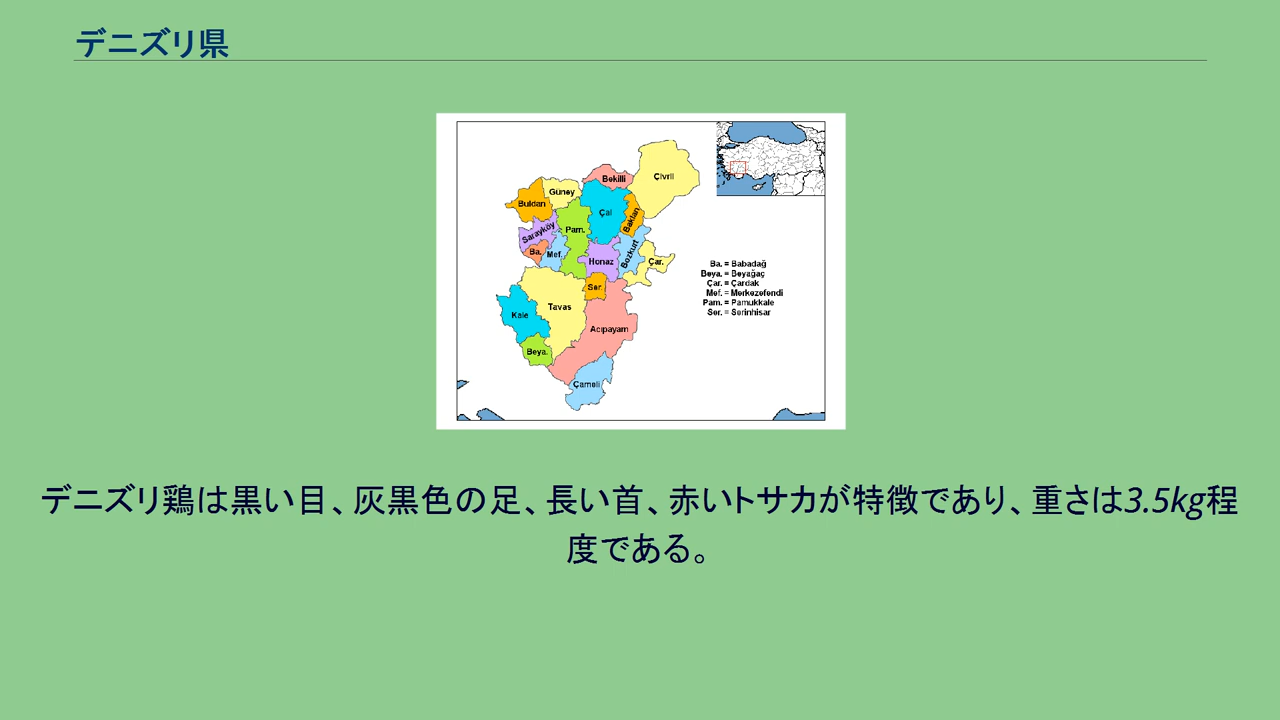 デニズリ県
Çivril
Bekilli
Güney
Buldan
Çal
Baklan
Pam.
Sarayköy
Ba.
Mef.
Honaz
Bozkurt
Çar.
Ser.
Tavas
Kale
Acıpayam
Beya.
Çameli
Ba. = Babadağ
Beya. = Beyağaç
Çar. = Çardak
Mef. = Merkezefendi
Pam. = Pamukkale
Ser. = Serinhisar
デニズリ鶏は黒い目、灰黒色の足、長い首、赤いトサカが特徴であり、重さは3.5kg程
度である。